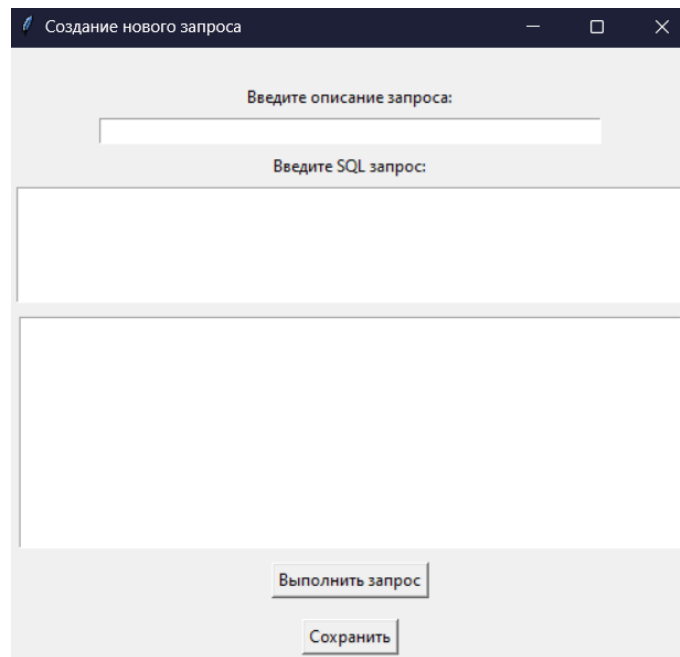 Создание нового запроса
Введите описание запроса:
Введите SQL запрос:
Выполнить запрос
Сохранить